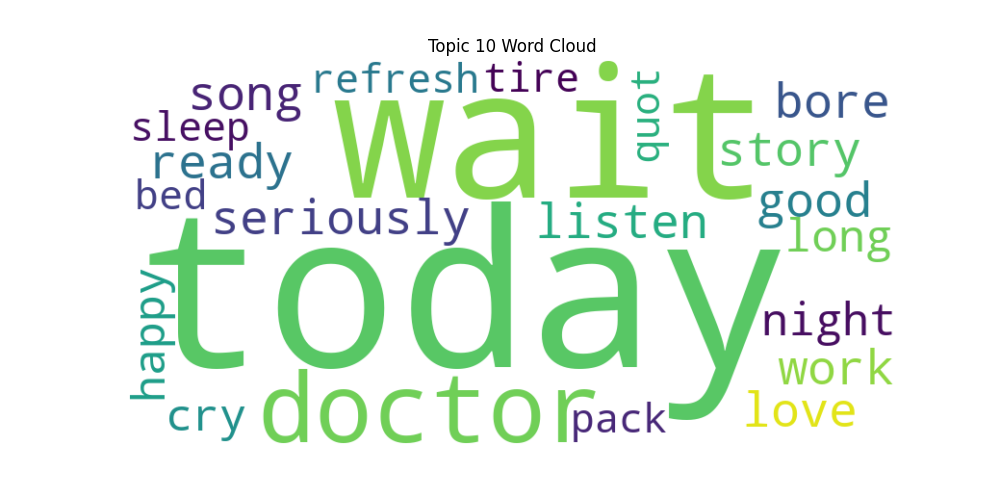 Topic 10 Word Cloud
refresh
tire
song
wait
quot
bore
sleep
story
ready
bed
good
seriously
listen
long
today
happy
night
work
doctor
love
cry
pack